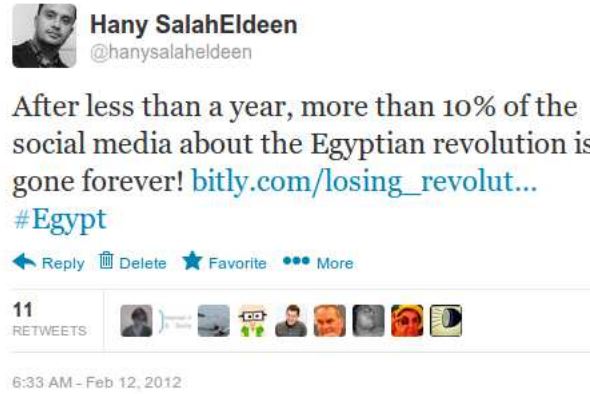 Hany SalahEldeen
@hanysalaheldeen
After less than a year, more than 10% of the
social media about the Egyptian revolution is
gone forever! bitly.com/losing_revolut...
#Egypt
Reply Delete Favorite More
11
RETWEETS
6:33 AM - Feb 12, 2012